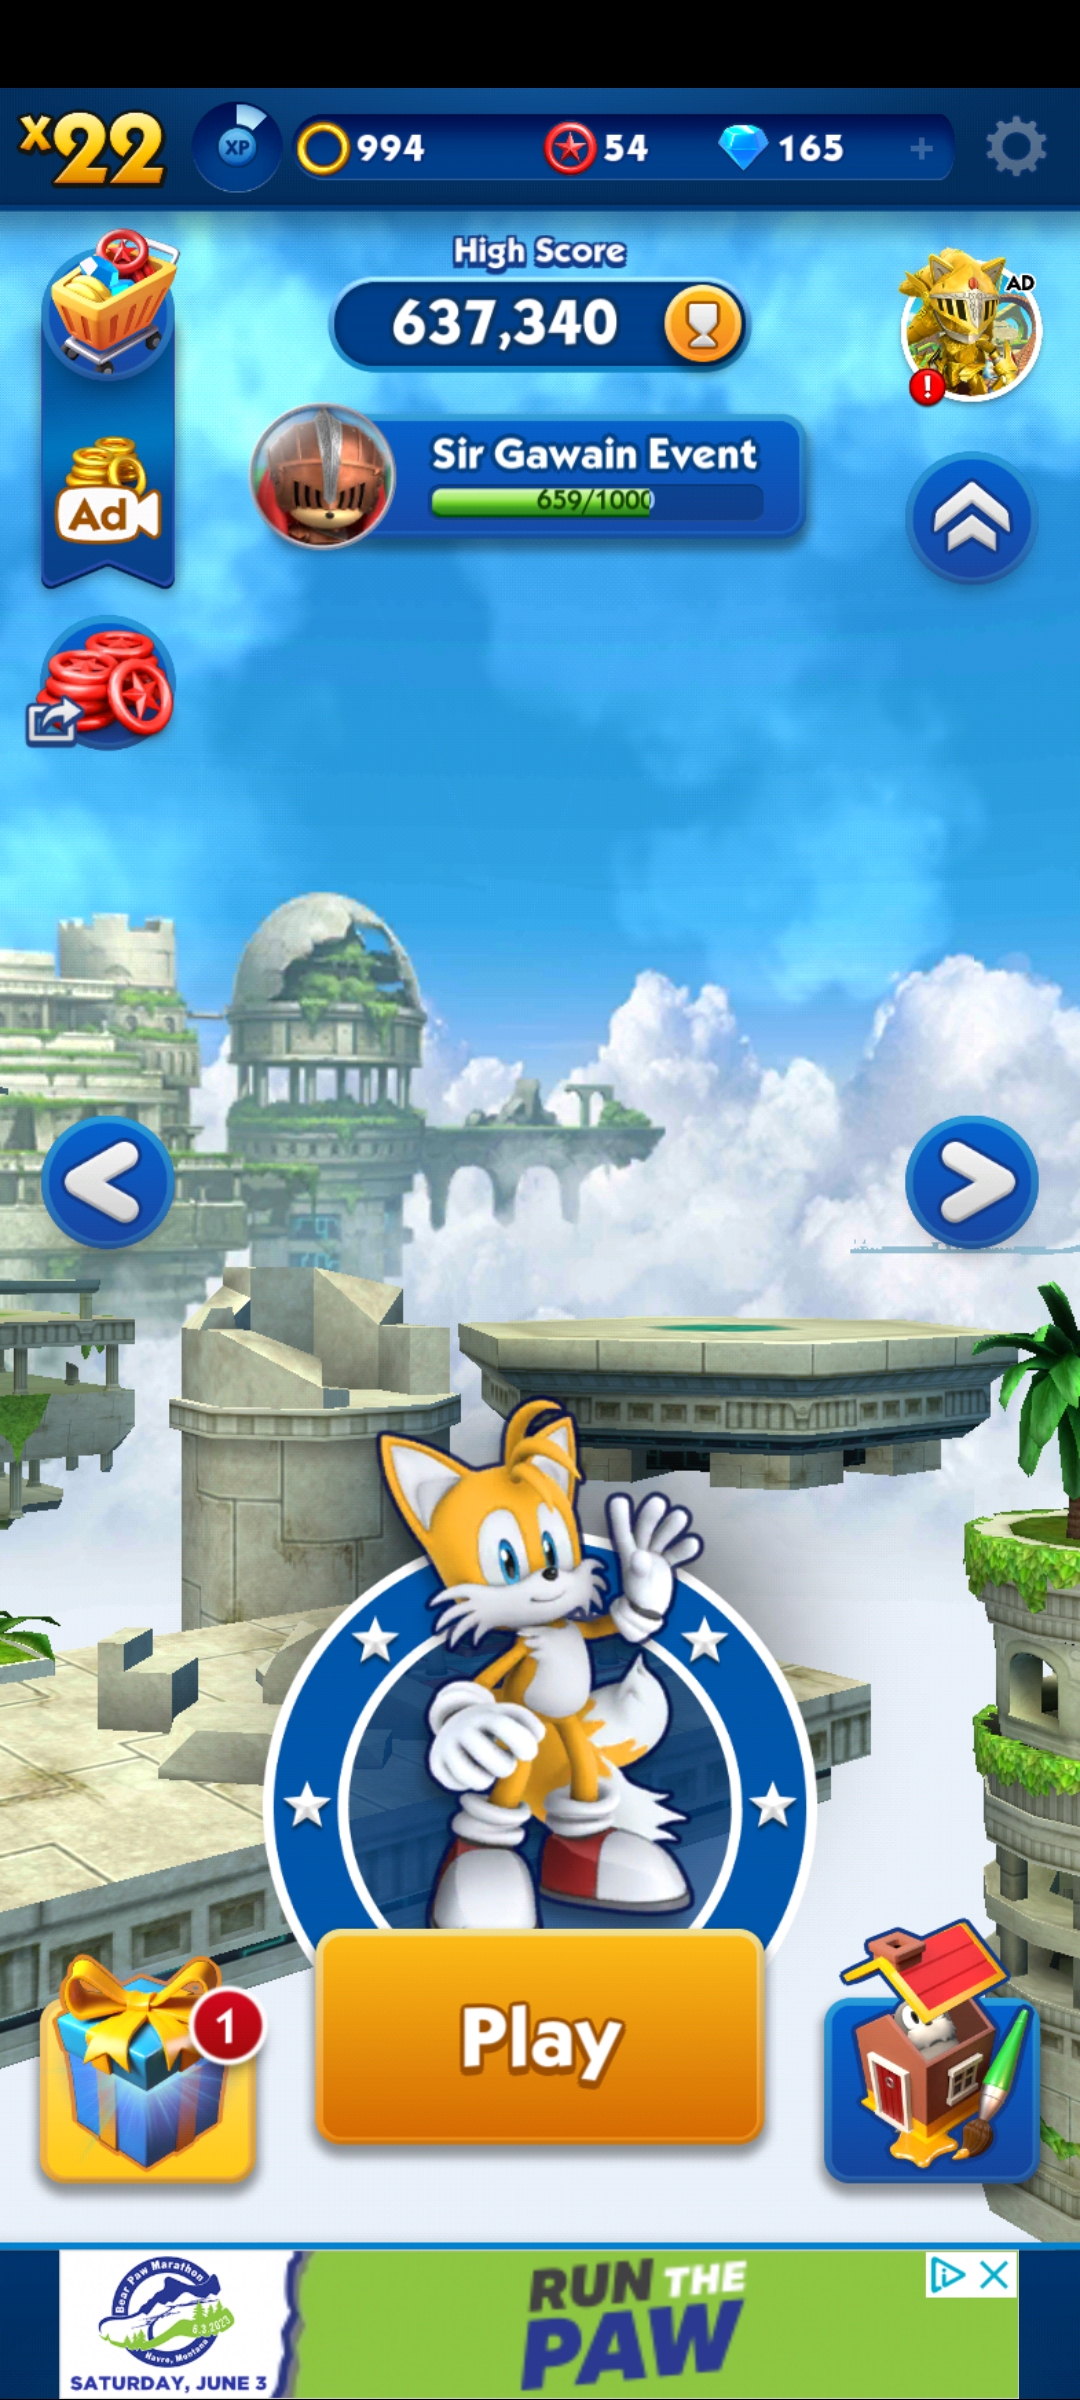 x22
XP
994
54
165
High Score
637,340
AD
!
Sir Gawain Event
659/1000
Ad
Play
1
Bear Paw Marathon
6.3.2023
Havre, Montana
SATURDAY, JUNE 3
RUN THE
PAW